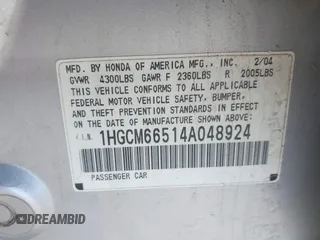 MFD. BY HONDA OF AMERICA MFG., INC. 2/04
GVWR 4300LBS GAWR F 2360LBS R 2005LBS
THIS VEHICLE CONFORMS TO ALL APPLICABLE
FEDERAL MOTOR VEHICLE SAFETY, BUMPER,
AND THEFT PREVENTION STANDARDS IN EFFECT
ON THE DATE OF MANUFACTURE SHOWN ABOVE.
V.I.N. 1HGCM66514A048924
PASSENGER CAR
DREAMBID